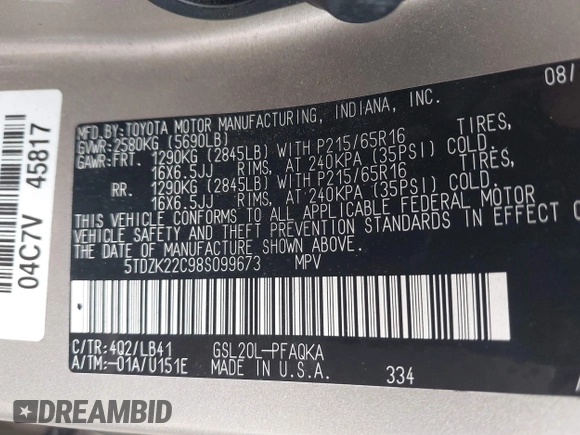 08/
MFD.BY:TOYOTA MOTOR MANUFACTURING, INDIANA, INC.
GVWR:2580KG (5690LB)
GAWR:FRT. 1290KG (2845LB) WITH P215/65R16 TIRES,
16X6.5JJ RIMS, AT 240KPA (35PSI) COLD.
RR. 1290KG (2845LB) WITH P215/65R16 TIRES,
16X6.5JJ RIMS, AT 240KPA (35PSI) COLD.
THIS VEHICLE CONFORMS TO ALL APPLICABLE FEDERAL MOTOR
VEHICLE SAFETY AND THEFT PREVENTION STANDARDS IN EFFECT O
THE DATE OF MANUFACTURE SHOWN ABOVE.
5TDZK22C98S099673 MPV
C/TR:4Q2/LB41 GSL20L-PFAQKA
A/TM:-01A/U151E MADE IN U.S.A. 334
04C7V 45817
DREAMBID